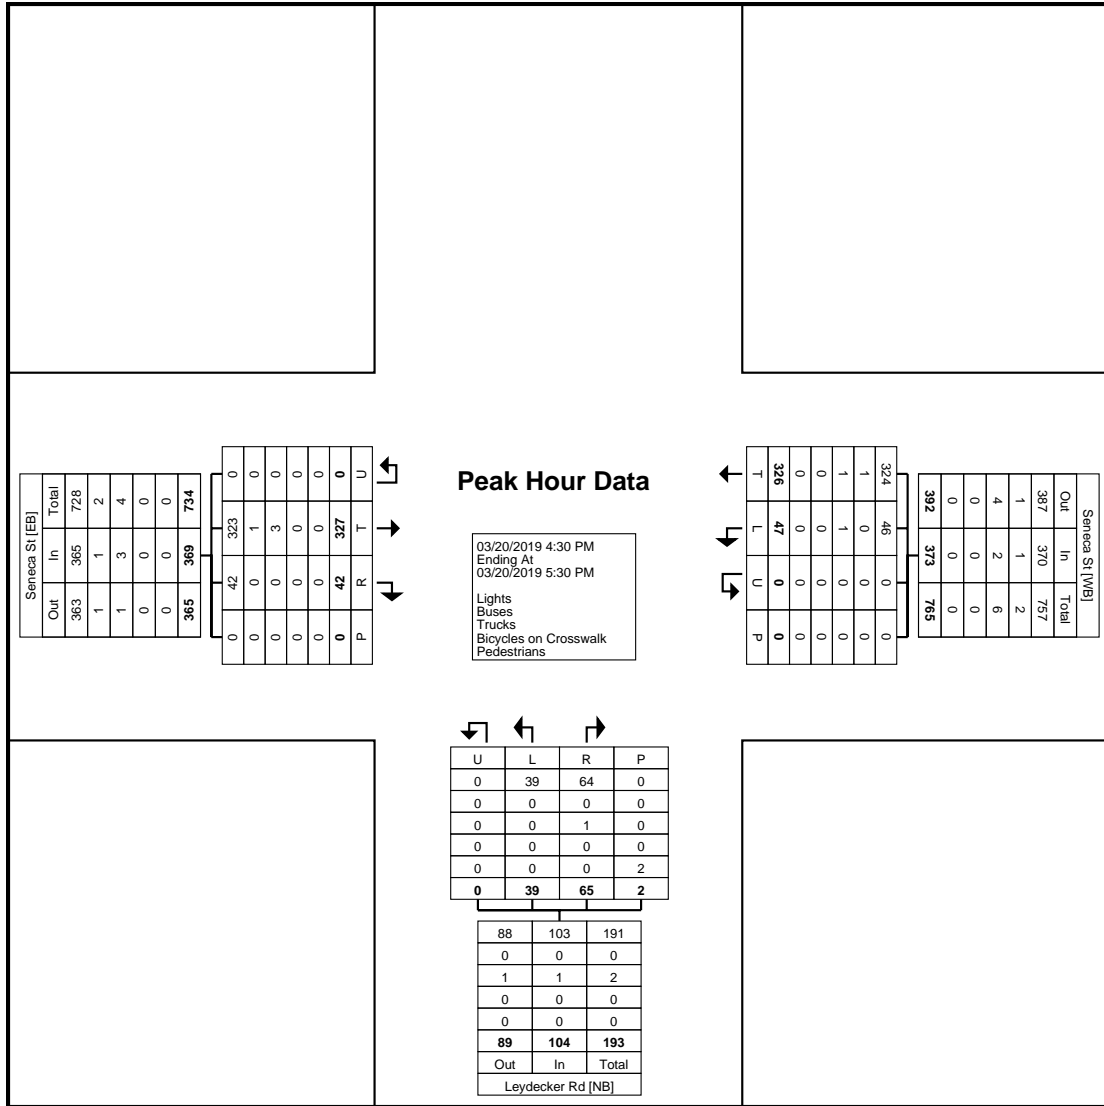 Peak Hour Data
03/20/2019 4:30 PM
Ending At
03/20/2019 5:30 PM
Lights
Buses
Trucks
Bicycles on Crosswalk
Pedestrians
Seneca St [EB]
Total In Out
728 365 363
2 1 1
4 3 1
0 0 0
0 0 0
734 369 365
0 323 42 0
0 1 0 0
0 3 0 0
0 0 0 0
0 0 0 0
0 327 42 0
U T R P
Seneca St [WB]
Out In Total
387 370 757
1 1 2
4 2 6
0 0 0
0 0 0
392 373 765
324 46 0 0
1 0 0 0
1 1 0 0
0 0 0 0
0 0 0 0
326 47 0 0
T L U P
U L R P
0 39 64 0
0 0 0 0
0 0 1 0
0 0 0 0
0 0 0 2
0 39 65 2
88 103 191
0 0 0
1 1 2
0 0 0
0 0 0
89 104 193
Out In Total
Leydecker Rd [NB]